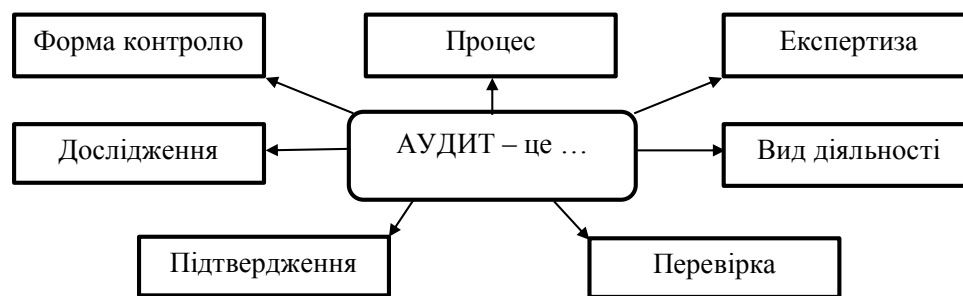 Форма контролю
Процес
Експертиза
АУДИТ – це …
Дослідження
Вид діяльності
Підтвердження
Перевірка